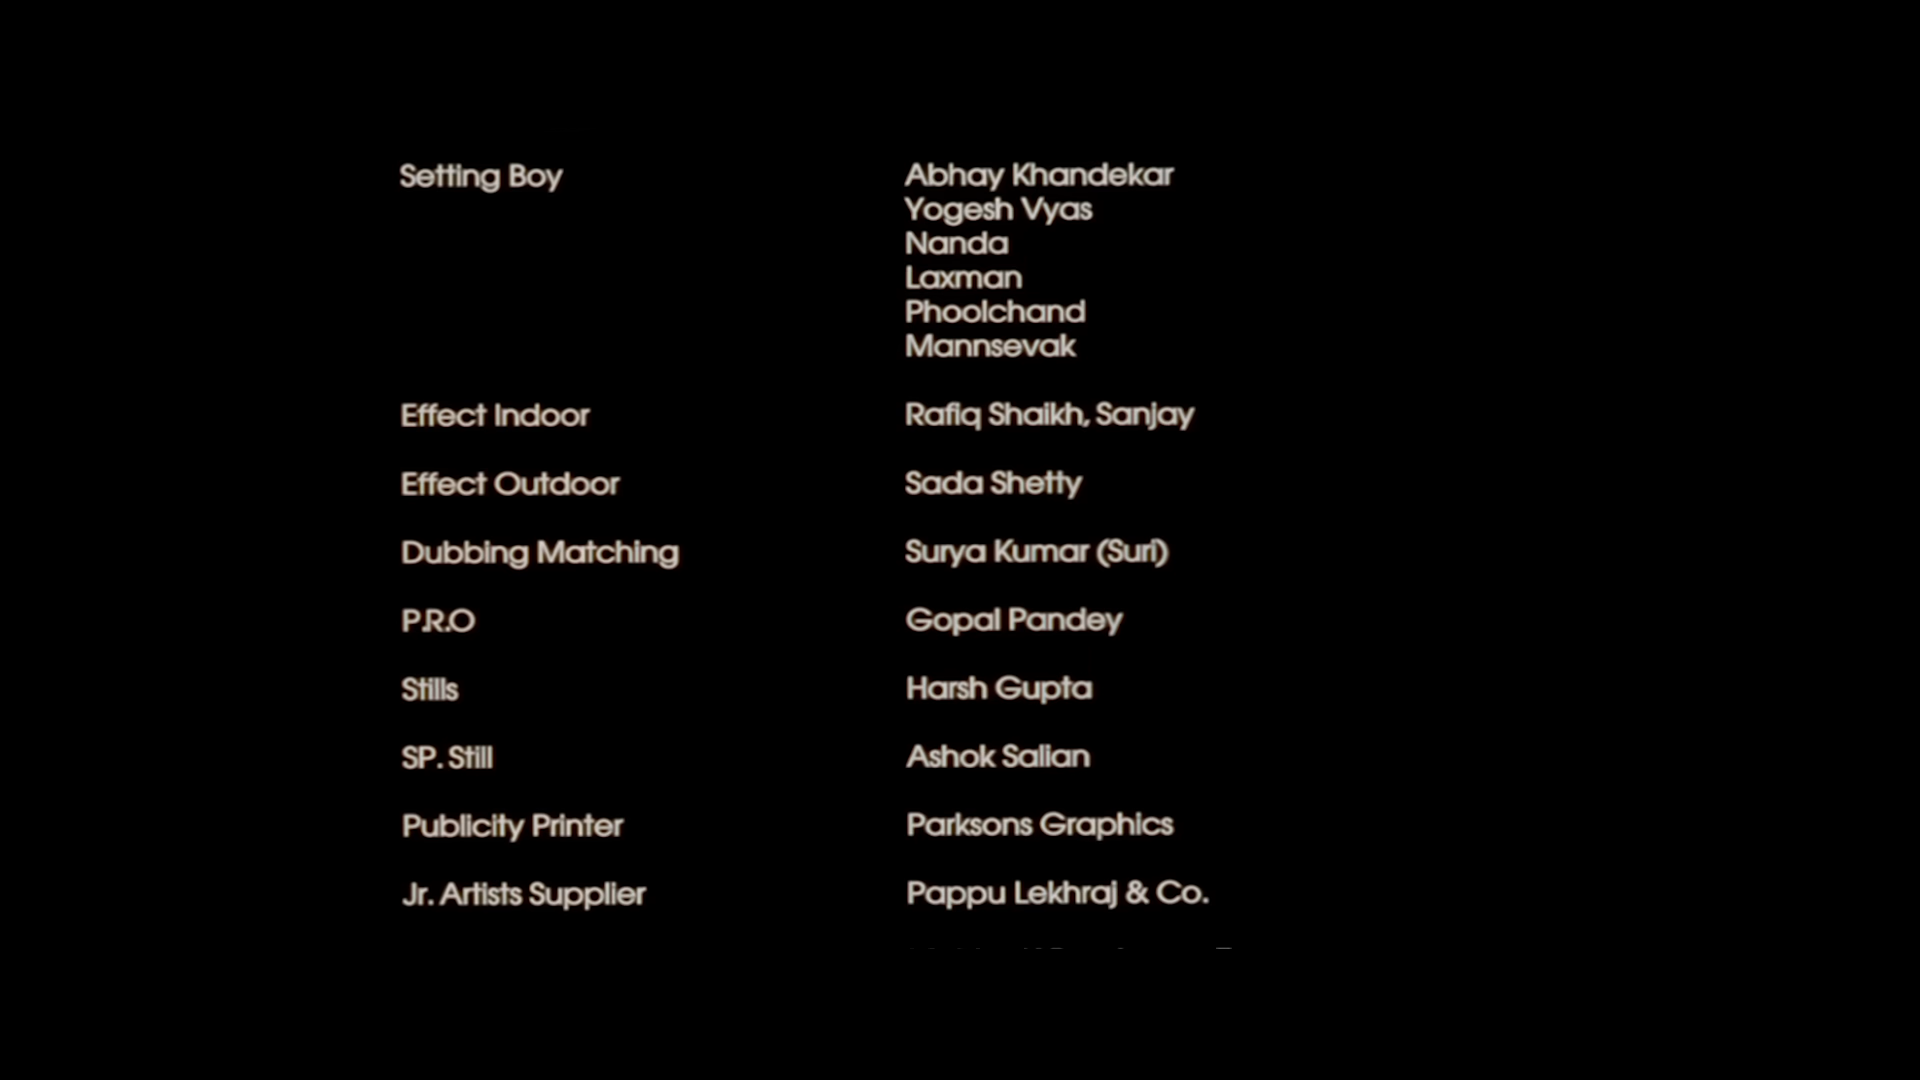 Setting Boy Abhay Khandekar
Yogesh Vyas
Nanda
Laxman
Phoolchand
Mannsevak
Effect Indoor Rafiq Shaikh, Sanjay
Effect Outdoor Sada Shetty
Dubbing Matching Surya Kumar (Suri)
P.R.O Gopal Pandey
Stills Harsh Gupta
SP. Still Ashok Salian
Publicity Printer Parksons Graphics
Jr. Artists Supplier Pappu Lekhraj & Co.